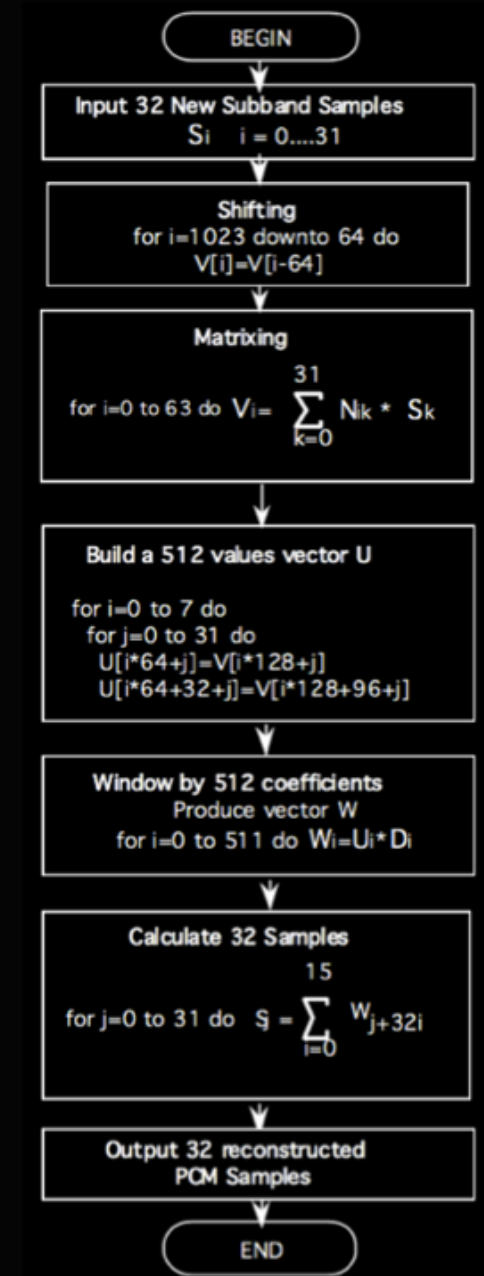 BEGIN
Input 32 New Subband Samples
Si i = 0....31
Shifting
for i=1023 downto 64 do
V[i]=V[i-64]
Matrixing
31
for i=0 to 63 do Vi= ∑ Nik * Sk
k=0
Build a 512 values vector U
for i=0 to 7 do
for j=0 to 31 do
U[i*64+j]=V[i*128+j]
U[i*64+32+j]=V[i*128+96+j]
Window by 512 coefficients
Produce vector W
for i=0 to 511 do Wi=Ui*Di
Calculate 32 Samples
15
for j=0 to 31 do Sj = ∑ Wj+32i
i=0
Output 32 reconstructed
PCM Samples
END